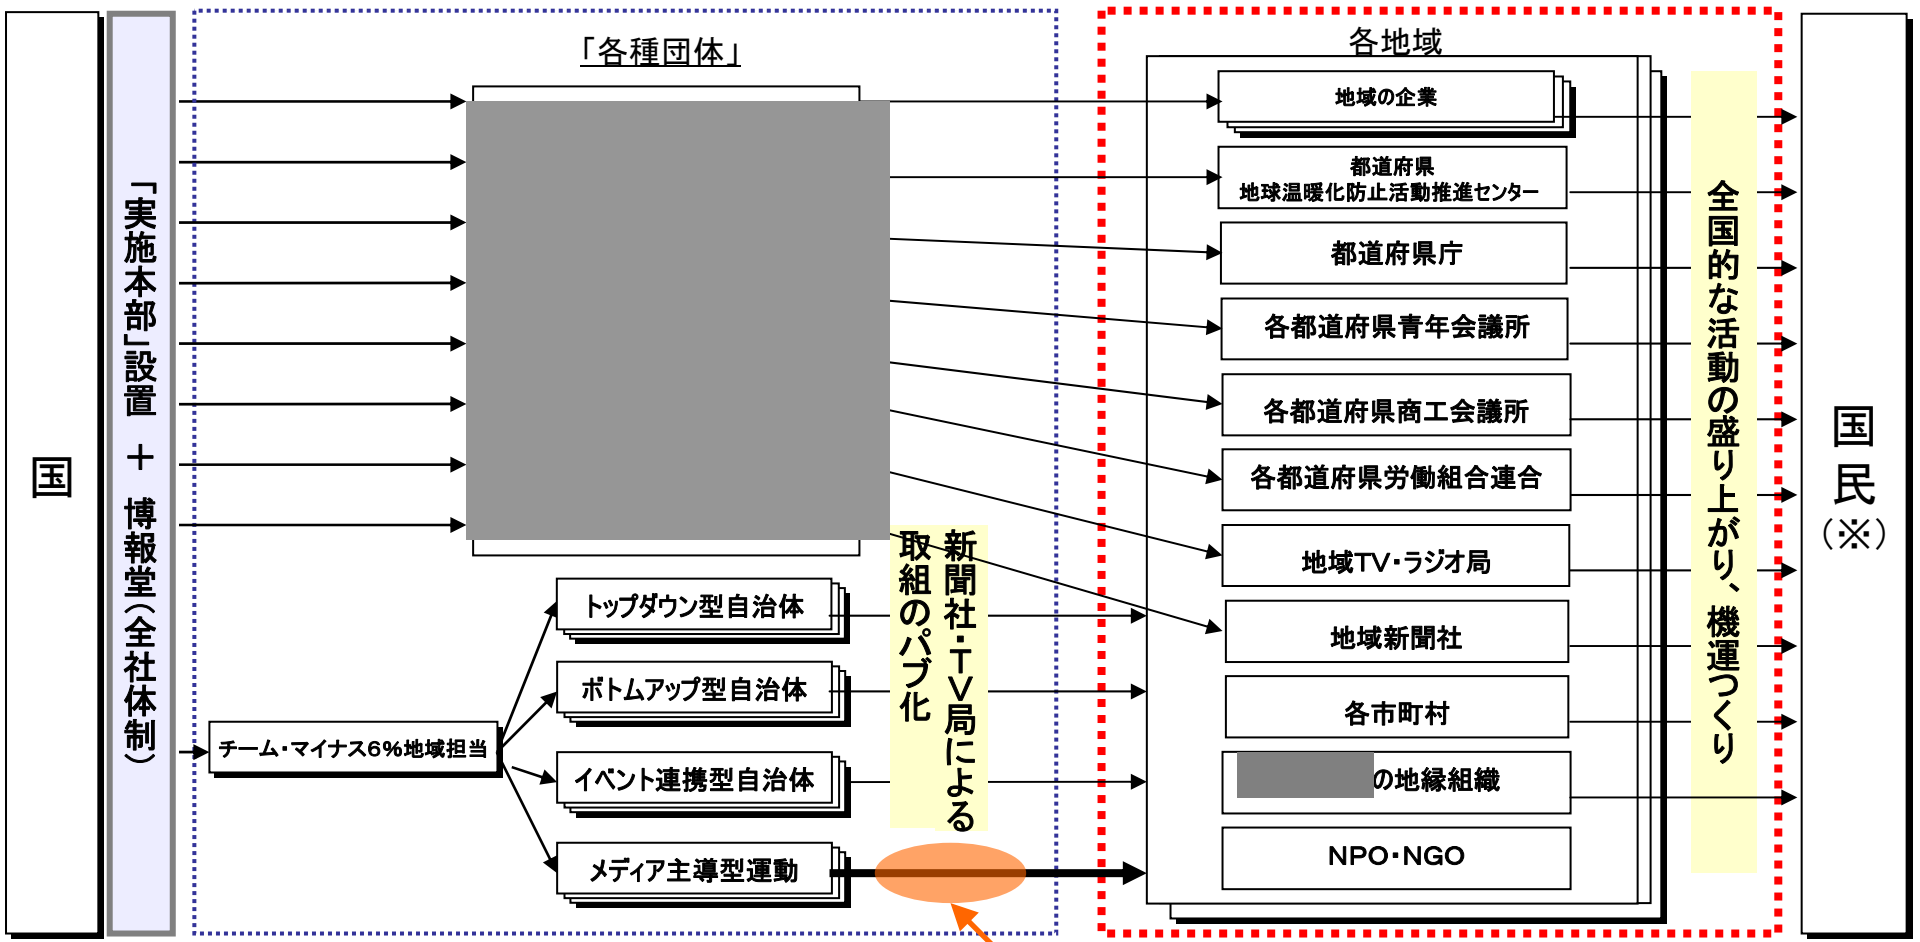 国
「実施本部」設置 ＋ 博報堂（全社体制）
「各種団体」
チーム・マイナス６％地域担当
トップダウン型自治体
ボトムアップ型自治体
イベント連携型自治体
メディア主導型運動
新聞社・ＴＶ局による
取組のパブ化
各地域
地域の企業
都道府県
地球温暖化防止活動推進センター
都道府県庁
各都道府県青年会議所
各都道府県商工会議所
各都道府県労働組合連合
地域ＴＶ・ラジオ局
地域新聞社
各市町村
の地縁組織
ＮＰＯ・ＮＧＯ
全国的な活動の盛り上がり、機運つくり
国民
（※）